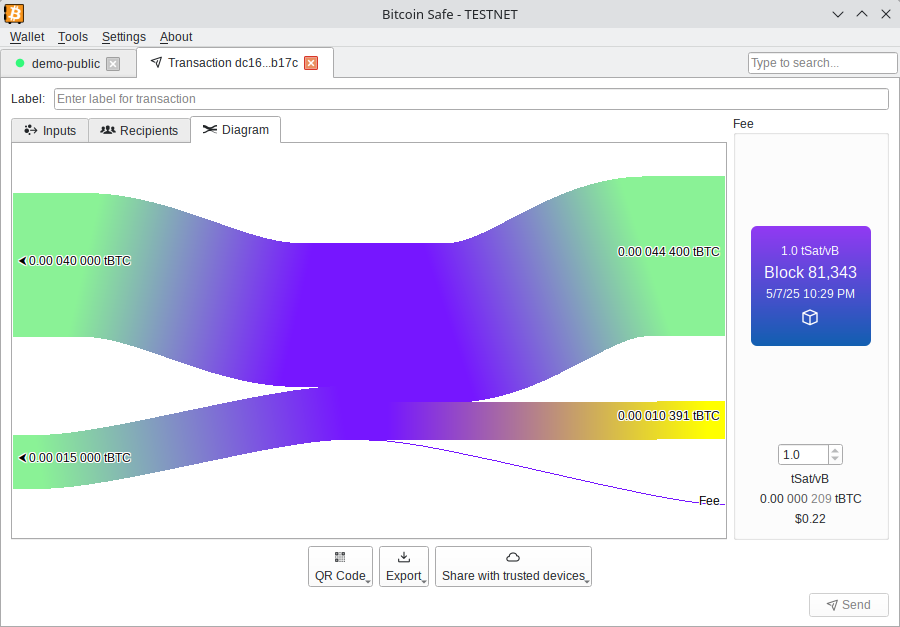 Bitcoin Safe - TESTNET
Wallet Tools Settings About
demo-public
Transaction dc16...b17c
Type to search...
Label: Enter label for transaction
Inputs
Recipients
Diagram
Fee
0.00 040 000 tBTC
0.00 044 400 tBTC
0.00 015 000 tBTC
0.00 010 391 tBTC
Fee
1.0 tSat/vB
Block 81,343
5/7/25 10:29 PM
1.0
tSat/vB
0.00 000 209 tBTC
$0.22
QR Code
Export
Share with trusted devices
Send